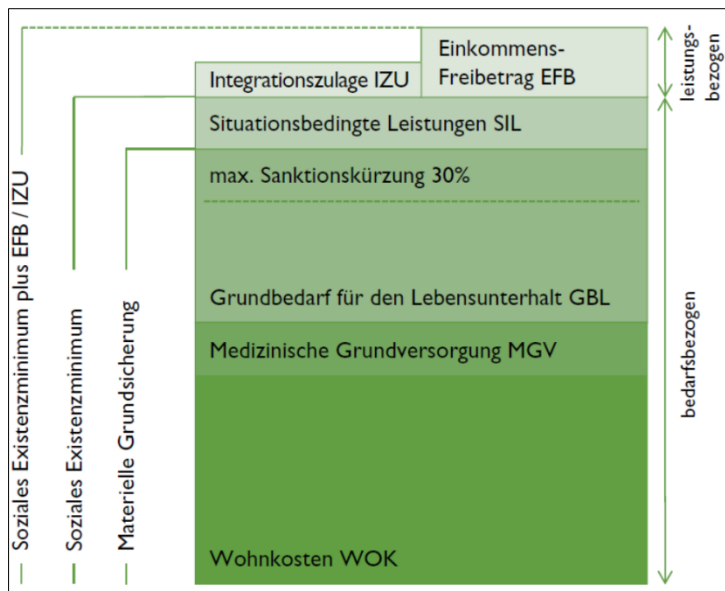 Einkommens-
Freibetrag EFB
Integrationszulage IZU
Situationsbedingte Leistungen SIL
max. Sanktionskürzung 30%
Grundbedarf für den Lebensunterhalt GBL
Medizinische Grundversorgung MGV
Wohnkosten WOK
Soziales Existenzminimum plus EFB / IZU
Soziales Existenzminimum
Materielle Grundsicherung
leistungs-
bezogen
bedarfsbezogen